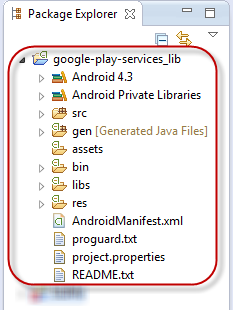 Package Explorer
google-play-services_lib
Android 4.3
Android Private Libraries
src
gen [Generated Java Files]
assets
bin
libs
res
AndroidManifest.xml
proguard.txt
project.properties
README.txt